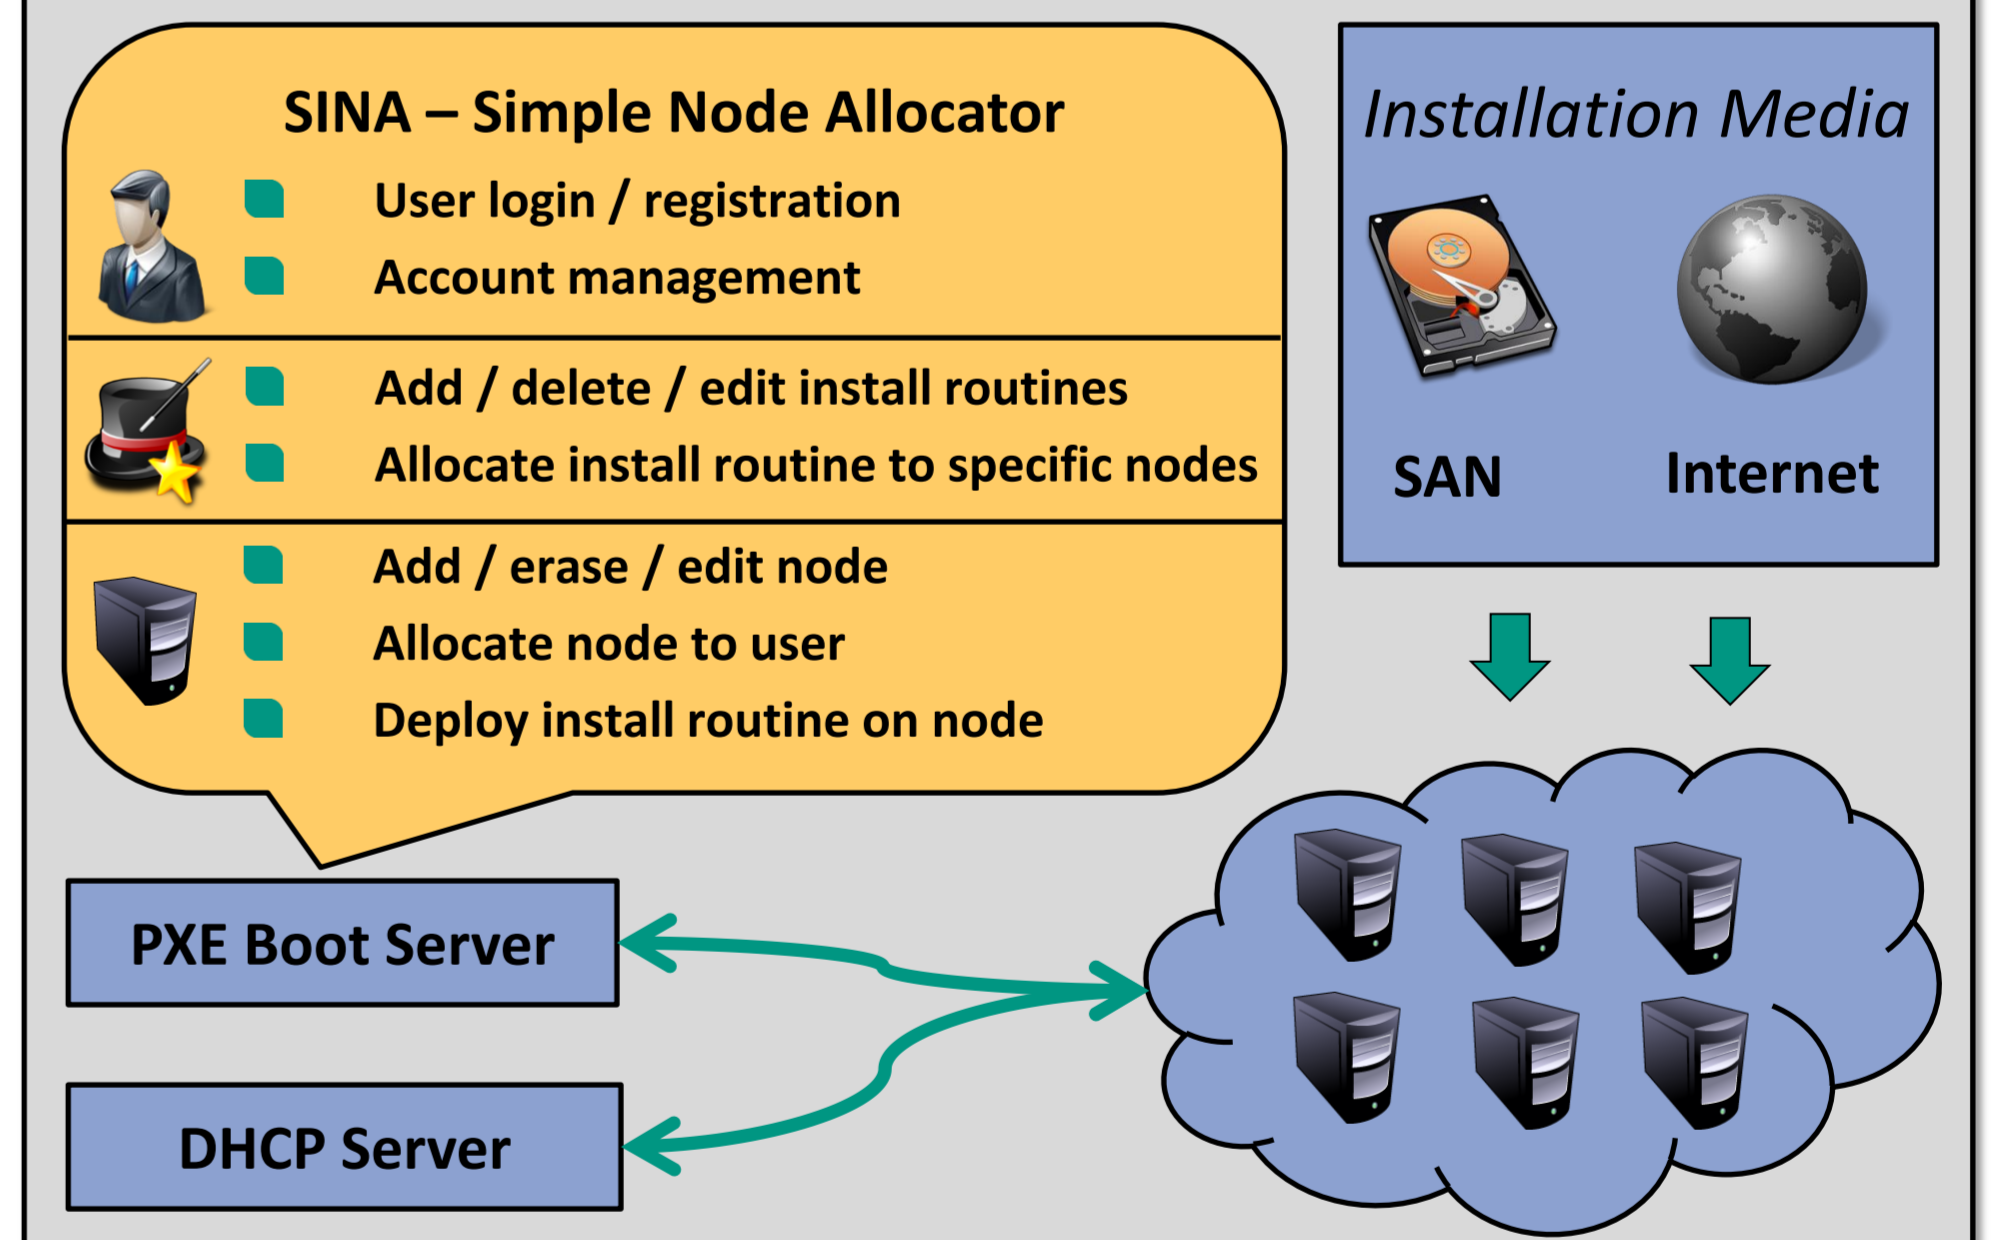 SINA – Simple Node Allocator
User login / registration
Account management
Add / delete / edit install routines
Allocate install routine to specific nodes
Add / erase / edit node
Allocate node to user
Deploy install routine on node
Installation Media
SAN Internet
PXE Boot Server
DHCP Server